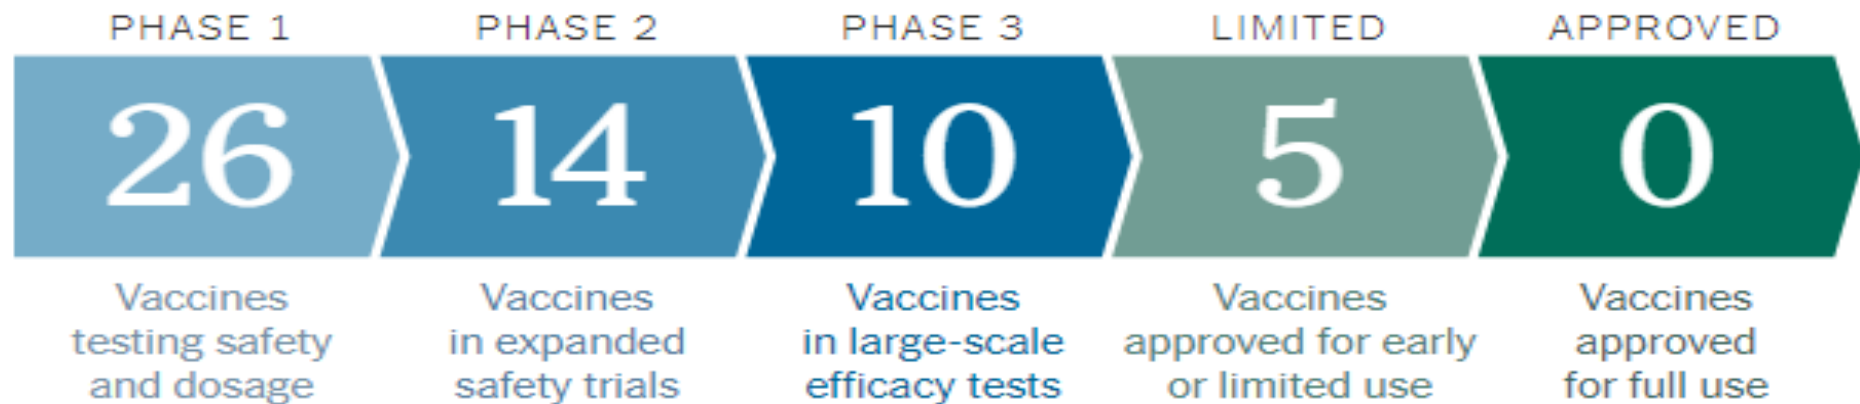 PHASE 1 PHASE 2 PHASE 3 LIMITED APPROVED
26 14 10 5 0
Vaccines Vaccines Vaccines Vaccines Vaccines
testing safety in expanded in large-scale approved for early approved
and dosage safety trials efficacy tests or limited use for full use